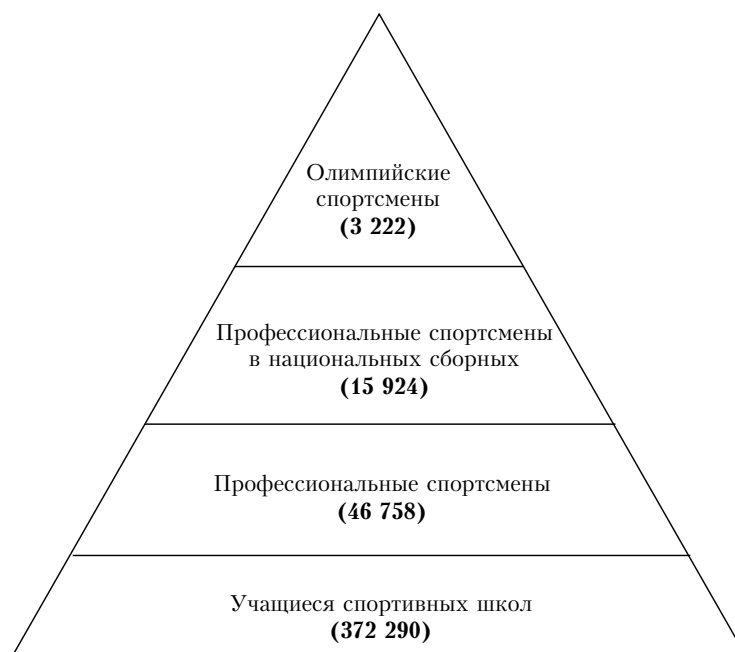 Олимпийские
спортсмены
(3 222)
Профессиональные спортсмены
в национальных сборных
(15 924)
Профессиональные спортсмены
(46 758)
Учащиеся спортивных школ
(372 290)